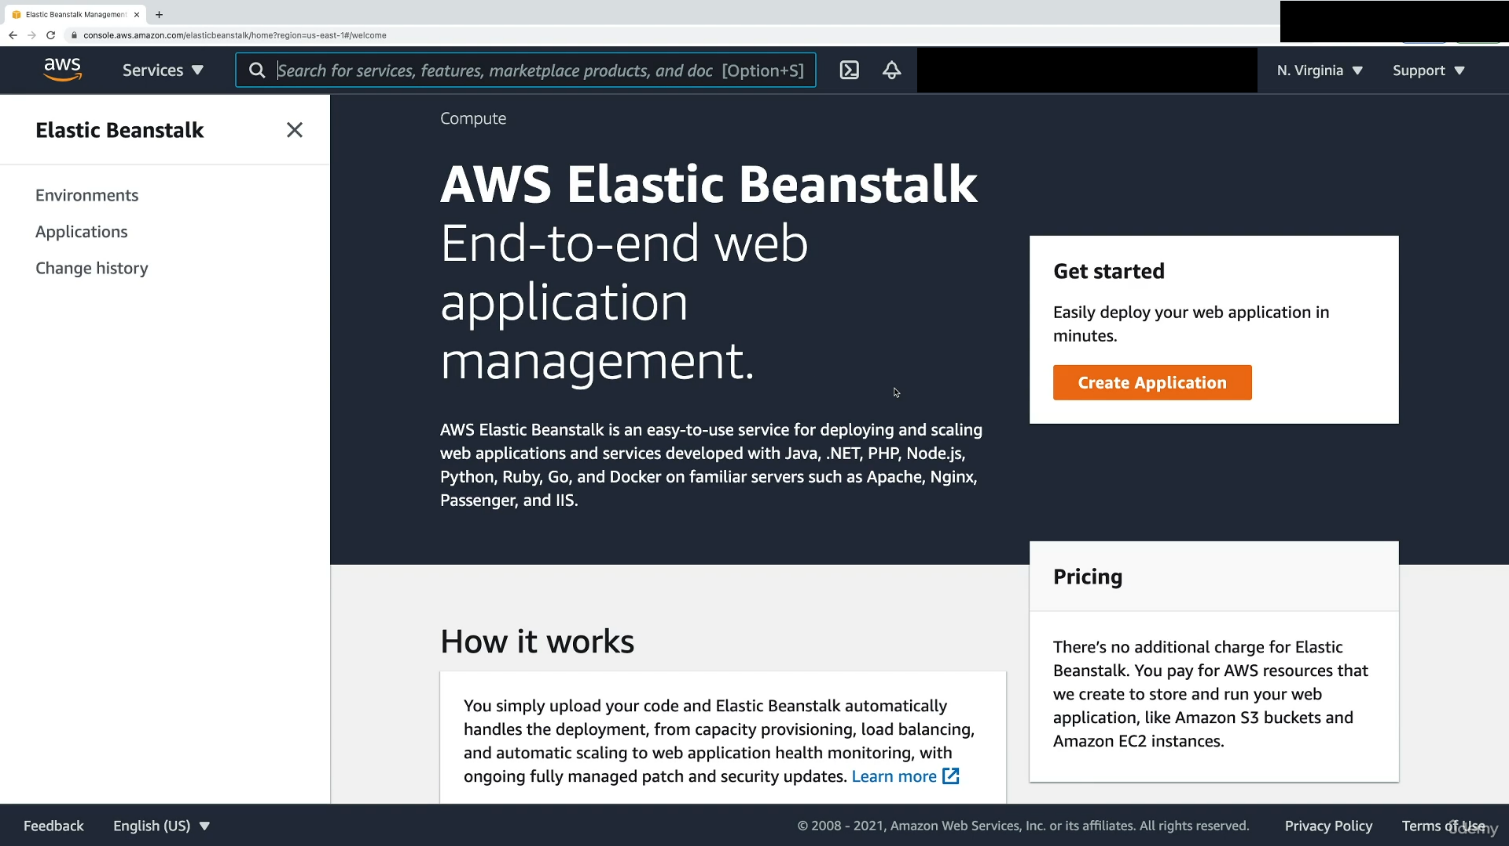 Elastic Beanstalk Management
console.aws.amazon.com/elasticbeanstalk/home?region=us-east-1#/welcome
aws
Services
Search for services, features, marketplace products, and doc [Option+S]
N. Virginia
Support
Elastic Beanstalk
Environments
Applications
Change history
Compute
AWS Elastic Beanstalk
End-to-end web
application
management.
AWS Elastic Beanstalk is an easy-to-use service for deploying and scaling
web applications and services developed with Java, .NET, PHP, Node.js,
Python, Ruby, Go, and Docker on familiar servers such as Apache, Nginx,
Passenger, and IIS.
Get started
Easily deploy your web application in
minutes.
Create Application
How it works
You simply upload your code and Elastic Beanstalk automatically
handles the deployment, from capacity provisioning, load balancing,
and automatic scaling to web application health monitoring, with
ongoing fully managed patch and security updates. Learn more
Pricing
There's no additional charge for Elastic
Beanstalk. You pay for AWS resources that
we create to store and run your web
application, like Amazon S3 buckets and
Amazon EC2 instances.
Feedback
English (US)
© 2008 - 2021, Amazon Web Services, Inc. or its affiliates. All rights reserved.
Privacy Policy
Terms of Use
Udemy